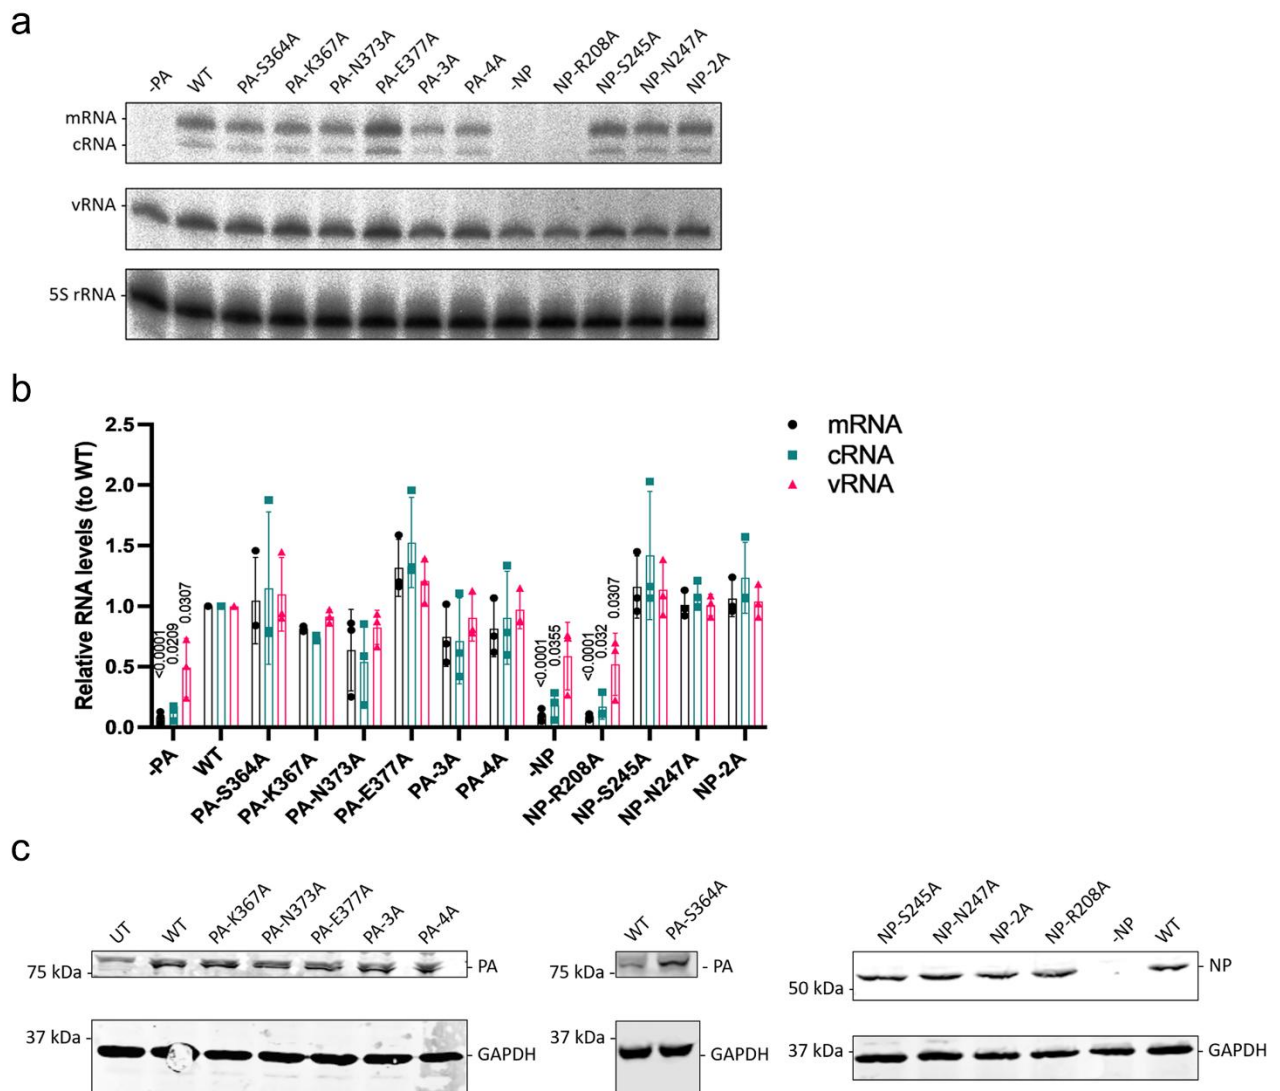 a
-PA WT PA-S364A PA-K367A PA-N373A PA-E377A PA-3A PA-4A -NP NP-R208A NP-S245A NP-N247A NP-2A
mRNA
cRNA
vRNA
5S rRNA
b
Relative RNA levels (to WT)
2.5
2.0
1.5
1.0
0.5
0.0
<0.0001 0.0209 0.0307
<0.0001 0.0355
<0.0001 0.032 0.0307
mRNA
cRNA
vRNA
-PA WT PA-S364A PA-K367A PA-N373A PA-E377A PA-3A PA-4A -NP NP-R208A NP-S245A NP-N247A NP-2A
c
UT WT PA-K367A PA-N373A PA-E377A PA-3A PA-4A
75 kDa
PA
37 kDa
GAPDH
WT PA-S364A
75 kDa
PA
37 kDa
GAPDH
NP-S245A NP-N247A NP-2A NP-R208A -NP WT
NP
50 kDa
37 kDa
GAPDH